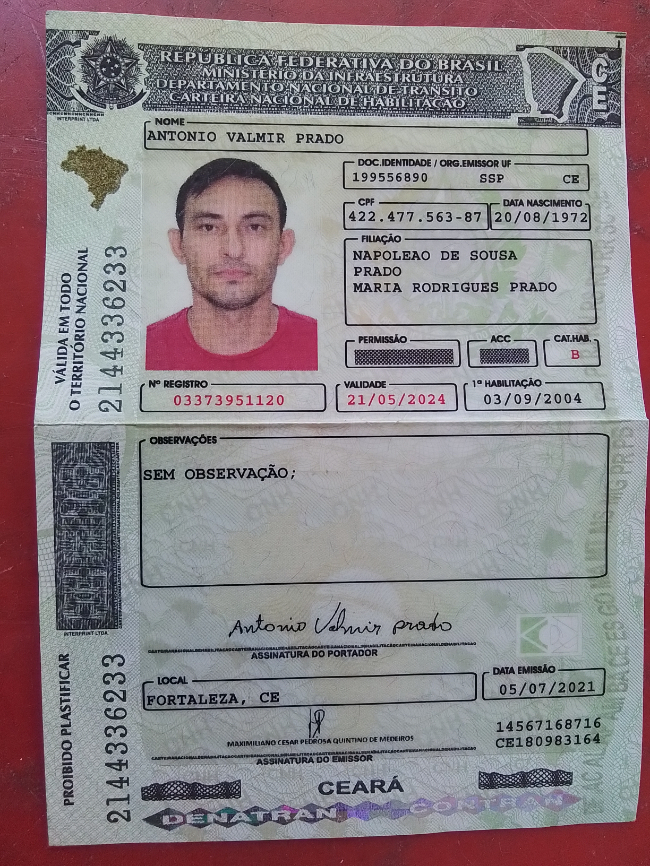 REPÚBLICA FEDERATIVA DO BRASIL
MINISTÉRIO DA INFRAESTRUTURA
DEPARTAMENTO NACIONAL DE TRÂNSITO
CARTEIRA NACIONAL DE HABILITAÇÃO
CE
INTERPRINT LTDA
NOME
ANTONIO VALMIR PRADO
DOC.IDENTIDADE / ORG.EMISSOR UF
199556890 SSP CE
CPF DATA NASCIMENTO
422.477.563-87 20/08/1972
FILIAÇÃO
NAPOLEAO DE SOUSA
PRADO
MARIA RODRIGUES PRADO
PERMISSÃO ACC CAT.HAB.
B
Nº REGISTRO VALIDADE 1ª HABILITAÇÃO
03373951120 21/05/2024 03/09/2004
VÁLIDA EM TODO
O TERRITÓRIO NACIONAL
2144336233
OBSERVAÇÕES
SEM OBSERVAÇÃO;
INTERPRINT LTDA
Antonio Valmir prado
ASSINATURA DO PORTADOR
LOCAL DATA EMISSÃO
FORTALEZA, CE 05/07/2021
MAXIMILIANO CESAR PEDROSA QUINTINO DE MEDEIROS
14567168716
CE180983164
ASSINATURA DO EMISSOR
PROIBIDO PLASTIFICAR
2144336233
CEARÁ
DENATRAN CONTRAN